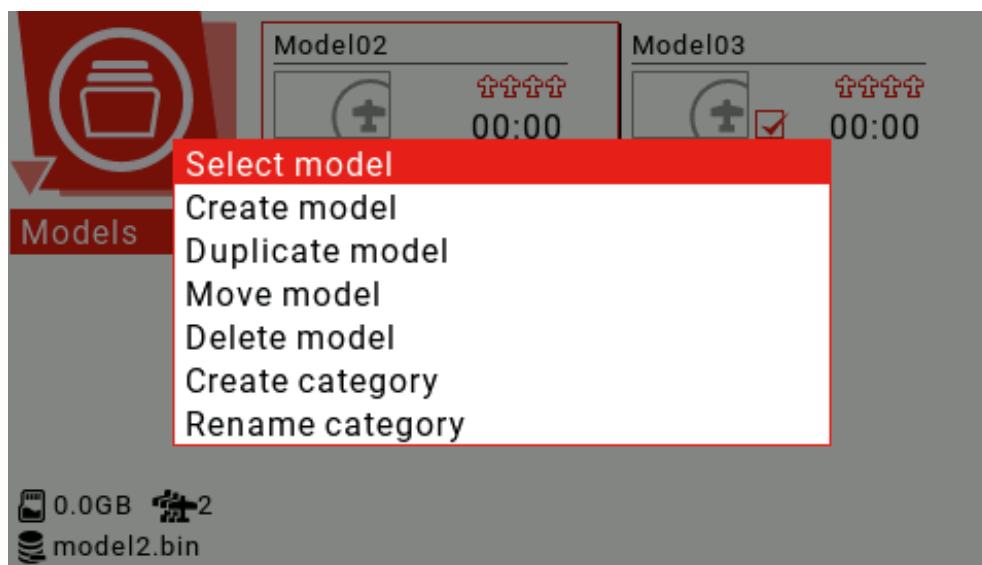 Model02
Model03
00:00
00:00
Select model
Create model
Duplicate model
Move model
Delete model
Create category
Rename category
Models
0.0GB 2
model2.bin